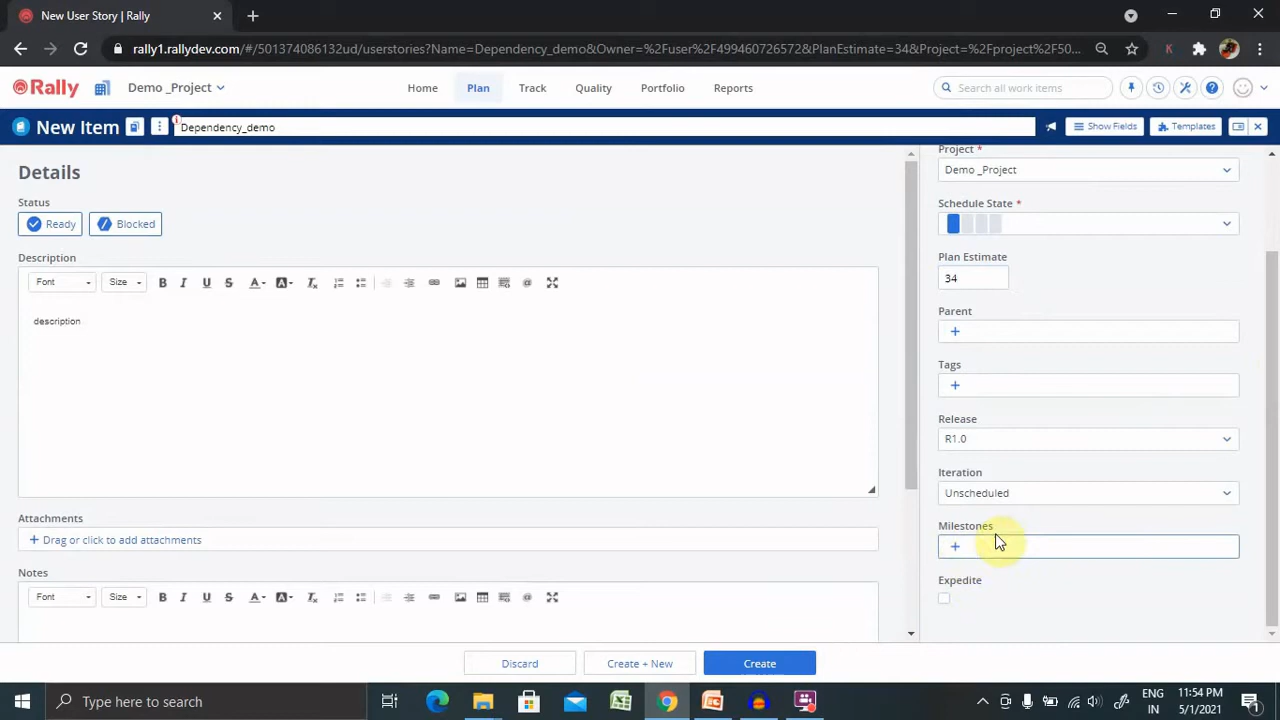 New User Story | Rally
rally1.rallydev.com/#/501374086132ud/userstories?Name=Dependency_demo&Owner=%2Fuser%2F499460726572&PlanEstimate=34&Project=%2Fproject%2F50...
K
Rally
Demo _Project
Home
Plan
Track
Quality
Portfolio
Reports
Search all work items
New Item
Dependency_demo
Show Fields
Templates
Details
Status
Ready
Blocked
Description
Font
Size
B I U S A A
description
Attachments
+ Drag or click to add attachments
Notes
Font
Size
B I U S A A
Project *
Demo _Project
Schedule State *
Plan Estimate
34
Parent
+
Tags
+
Release
R1.0
Iteration
Unscheduled
Milestones
+
Expedite
Discard
Create + New
Create
Type here to search
ENG
IN
11:54 PM
5/1/2021
1